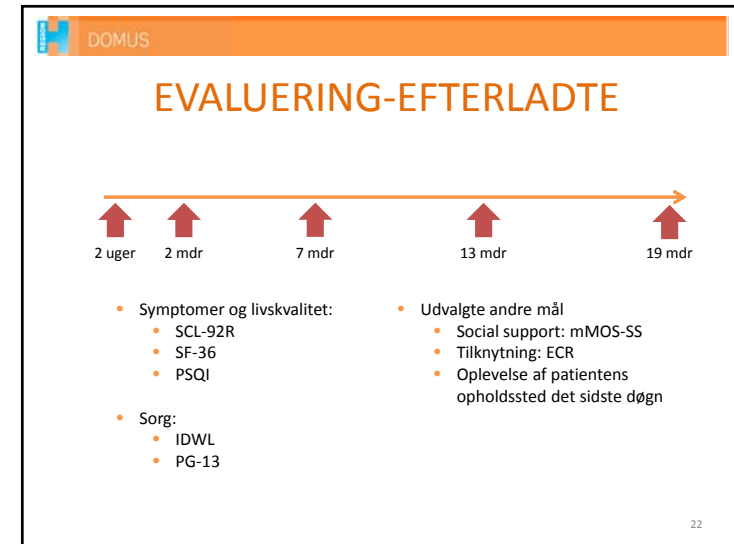 REGION
DOMUS
EVALUERING-EFTERLADTE
2 uger
2 mdr
7 mdr
13 mdr
19 mdr
• Symptomer og livskvalitet:
• SCL-92R
• SF-36
• PSQI
• Sorg:
• IDWL
• PG-13
• Udvalgte andre mål
• Social support: mMOS-SS
• Tilknytning: ECR
• Oplevelse af patientens
opholdssted det sidste døgn
22